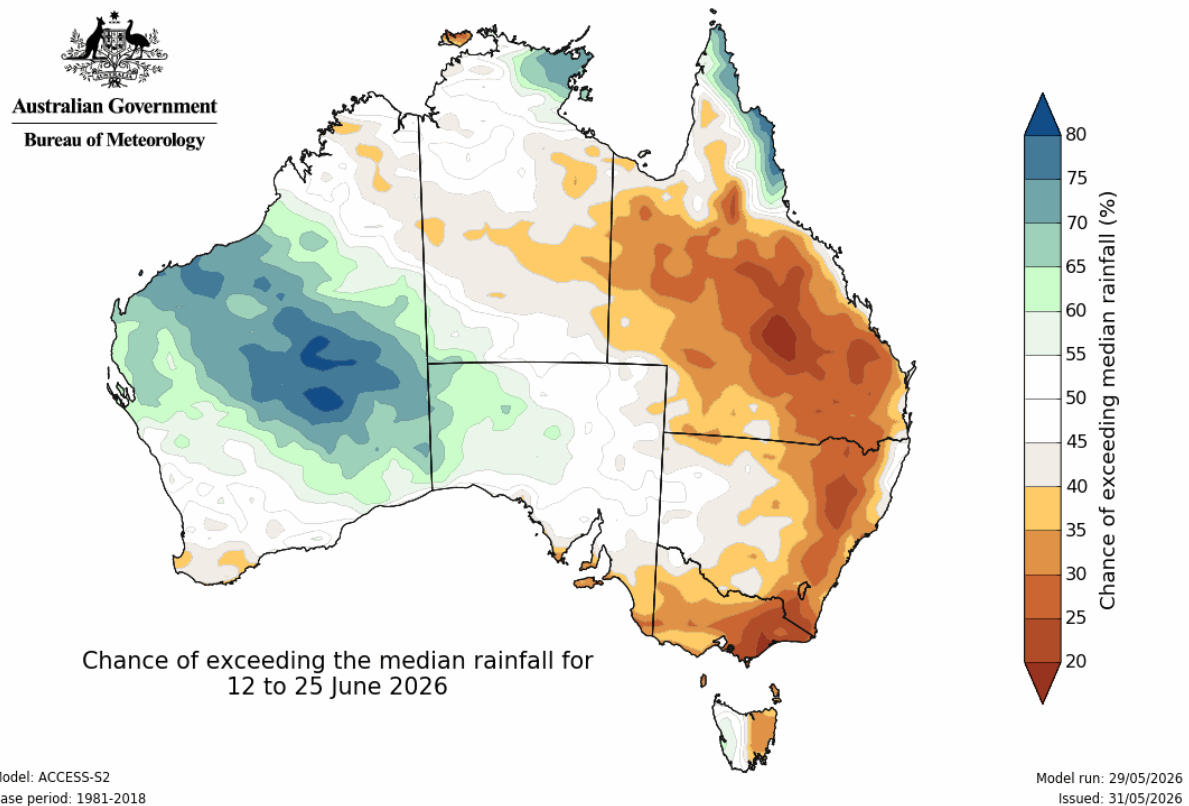 Australian Government
Bureau of Meteorology
80
75
70
65
60
55
50
45
40
35
30
25
20
Chance of exceeding median rainfall (%)
Chance of exceeding the median rainfall for
12 to 25 June 2026
Model: ACCESS-S2
ase period: 1981-2018
Model run: 29/05/2026
Issued: 31/05/2026